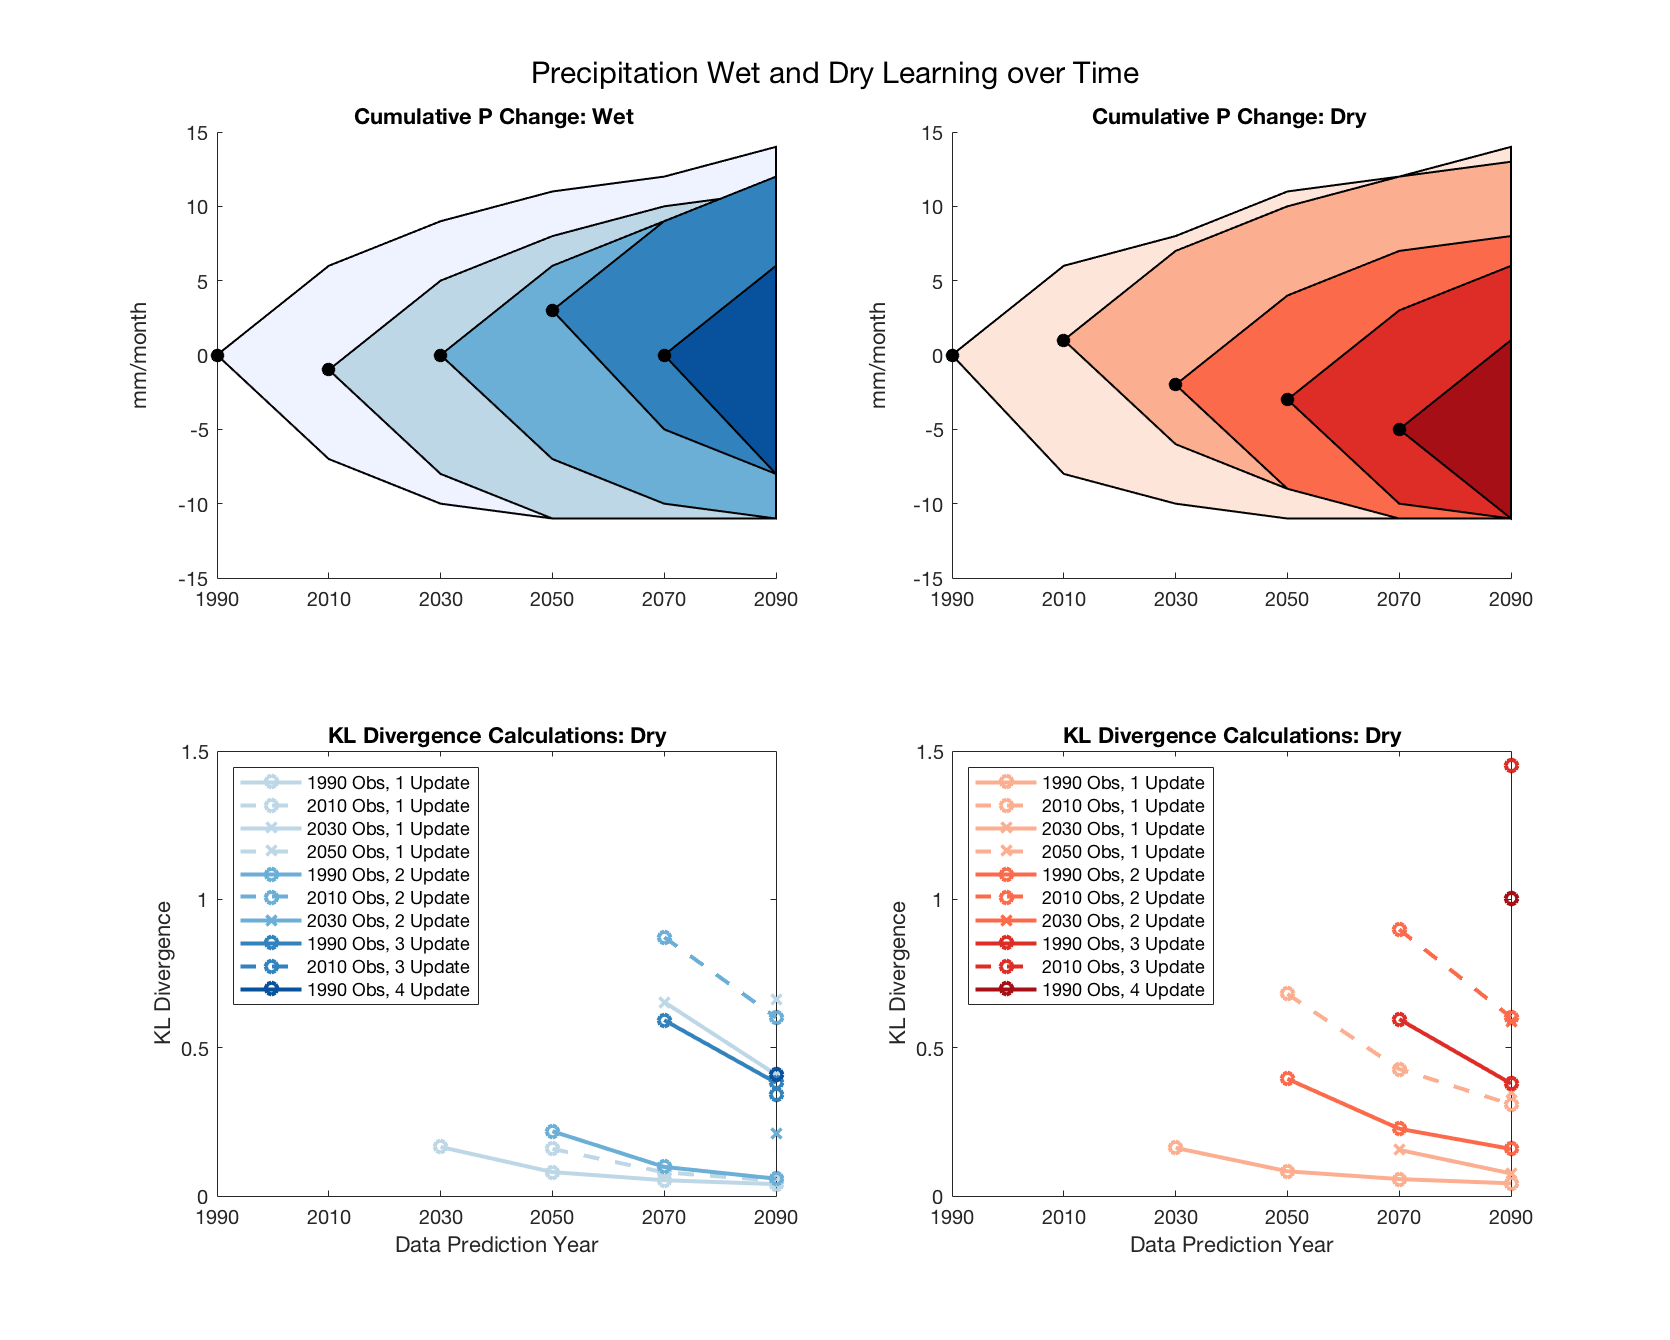 Precipitation Wet and Dry Learning over Time
Cumulative P Change: Wet
15
10
5
0
-5
-10
-15
mm/month
1990 2010 2030 2050 2070 2090
Cumulative P Change: Dry
15
10
5
0
-5
-10
-15
mm/month
1990 2010 2030 2050 2070 2090
KL Divergence Calculations: Dry
1.5
1
0.5
0
KL Divergence
1990 Obs, 1 Update
2010 Obs, 1 Update
2030 Obs, 1 Update
2050 Obs, 1 Update
1990 Obs, 2 Update
2010 Obs, 2 Update
2030 Obs, 2 Update
1990 Obs, 3 Update
2010 Obs, 3 Update
1990 Obs, 4 Update
1990 2010 2030 2050 2070 2090
Data Prediction Year
KL Divergence Calculations: Dry
1.5
1
0.5
0
KL Divergence
1990 Obs, 1 Update
2010 Obs, 1 Update
2030 Obs, 1 Update
2050 Obs, 1 Update
1990 Obs, 2 Update
2010 Obs, 2 Update
2030 Obs, 2 Update
1990 Obs, 3 Update
2010 Obs, 3 Update
1990 Obs, 4 Update
1990 2010 2030 2050 2070 2090
Data Prediction Year